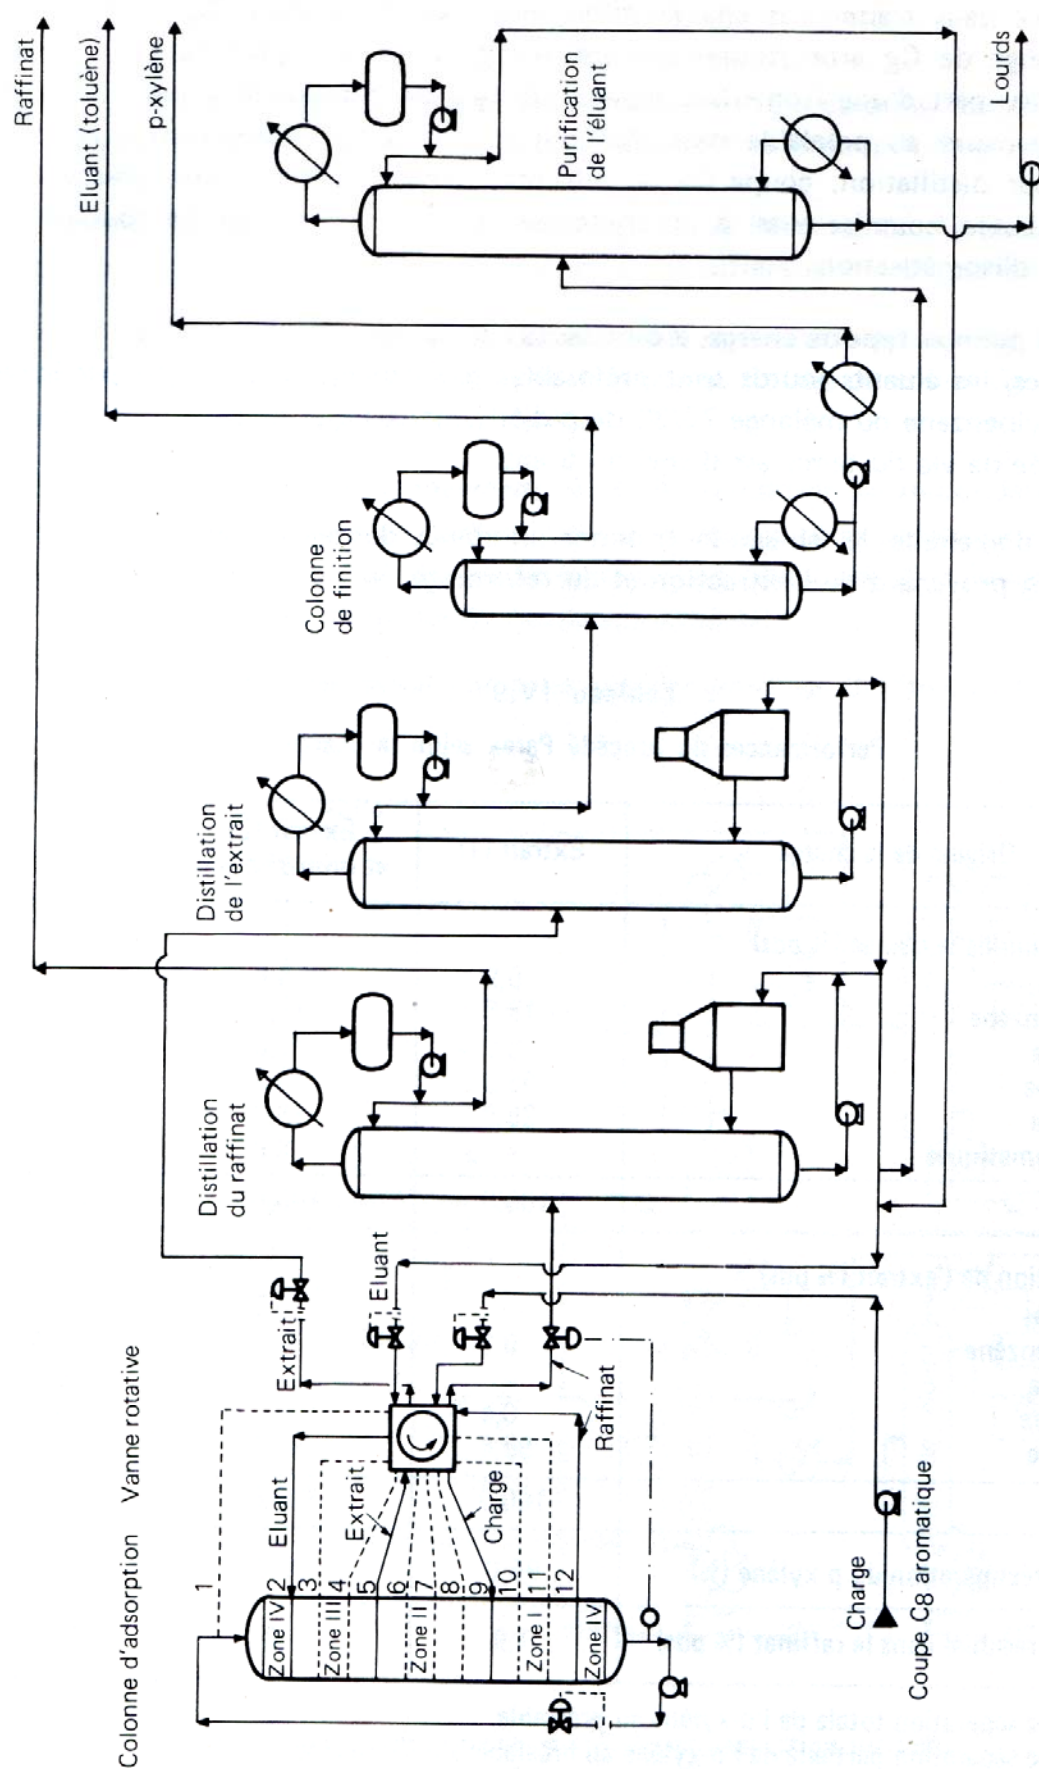 Colonne d'adsorption
Vanne rotative
1
2
3
4
5
6
7
8
9
10
11
12
Zone IV
Zone III
Zone II
Zone I
Zone IV
Eluant
Extrait
Charge
Raffinat
Extrait
Eluant
Charge
Coupe C8 aromatique
Distillation
du raffinat
Distillation
de l'extrait
Colonne
de finition
Purification
de l'éluant
Raffinat
Eluant (toluène)
p-xylène
Lourds